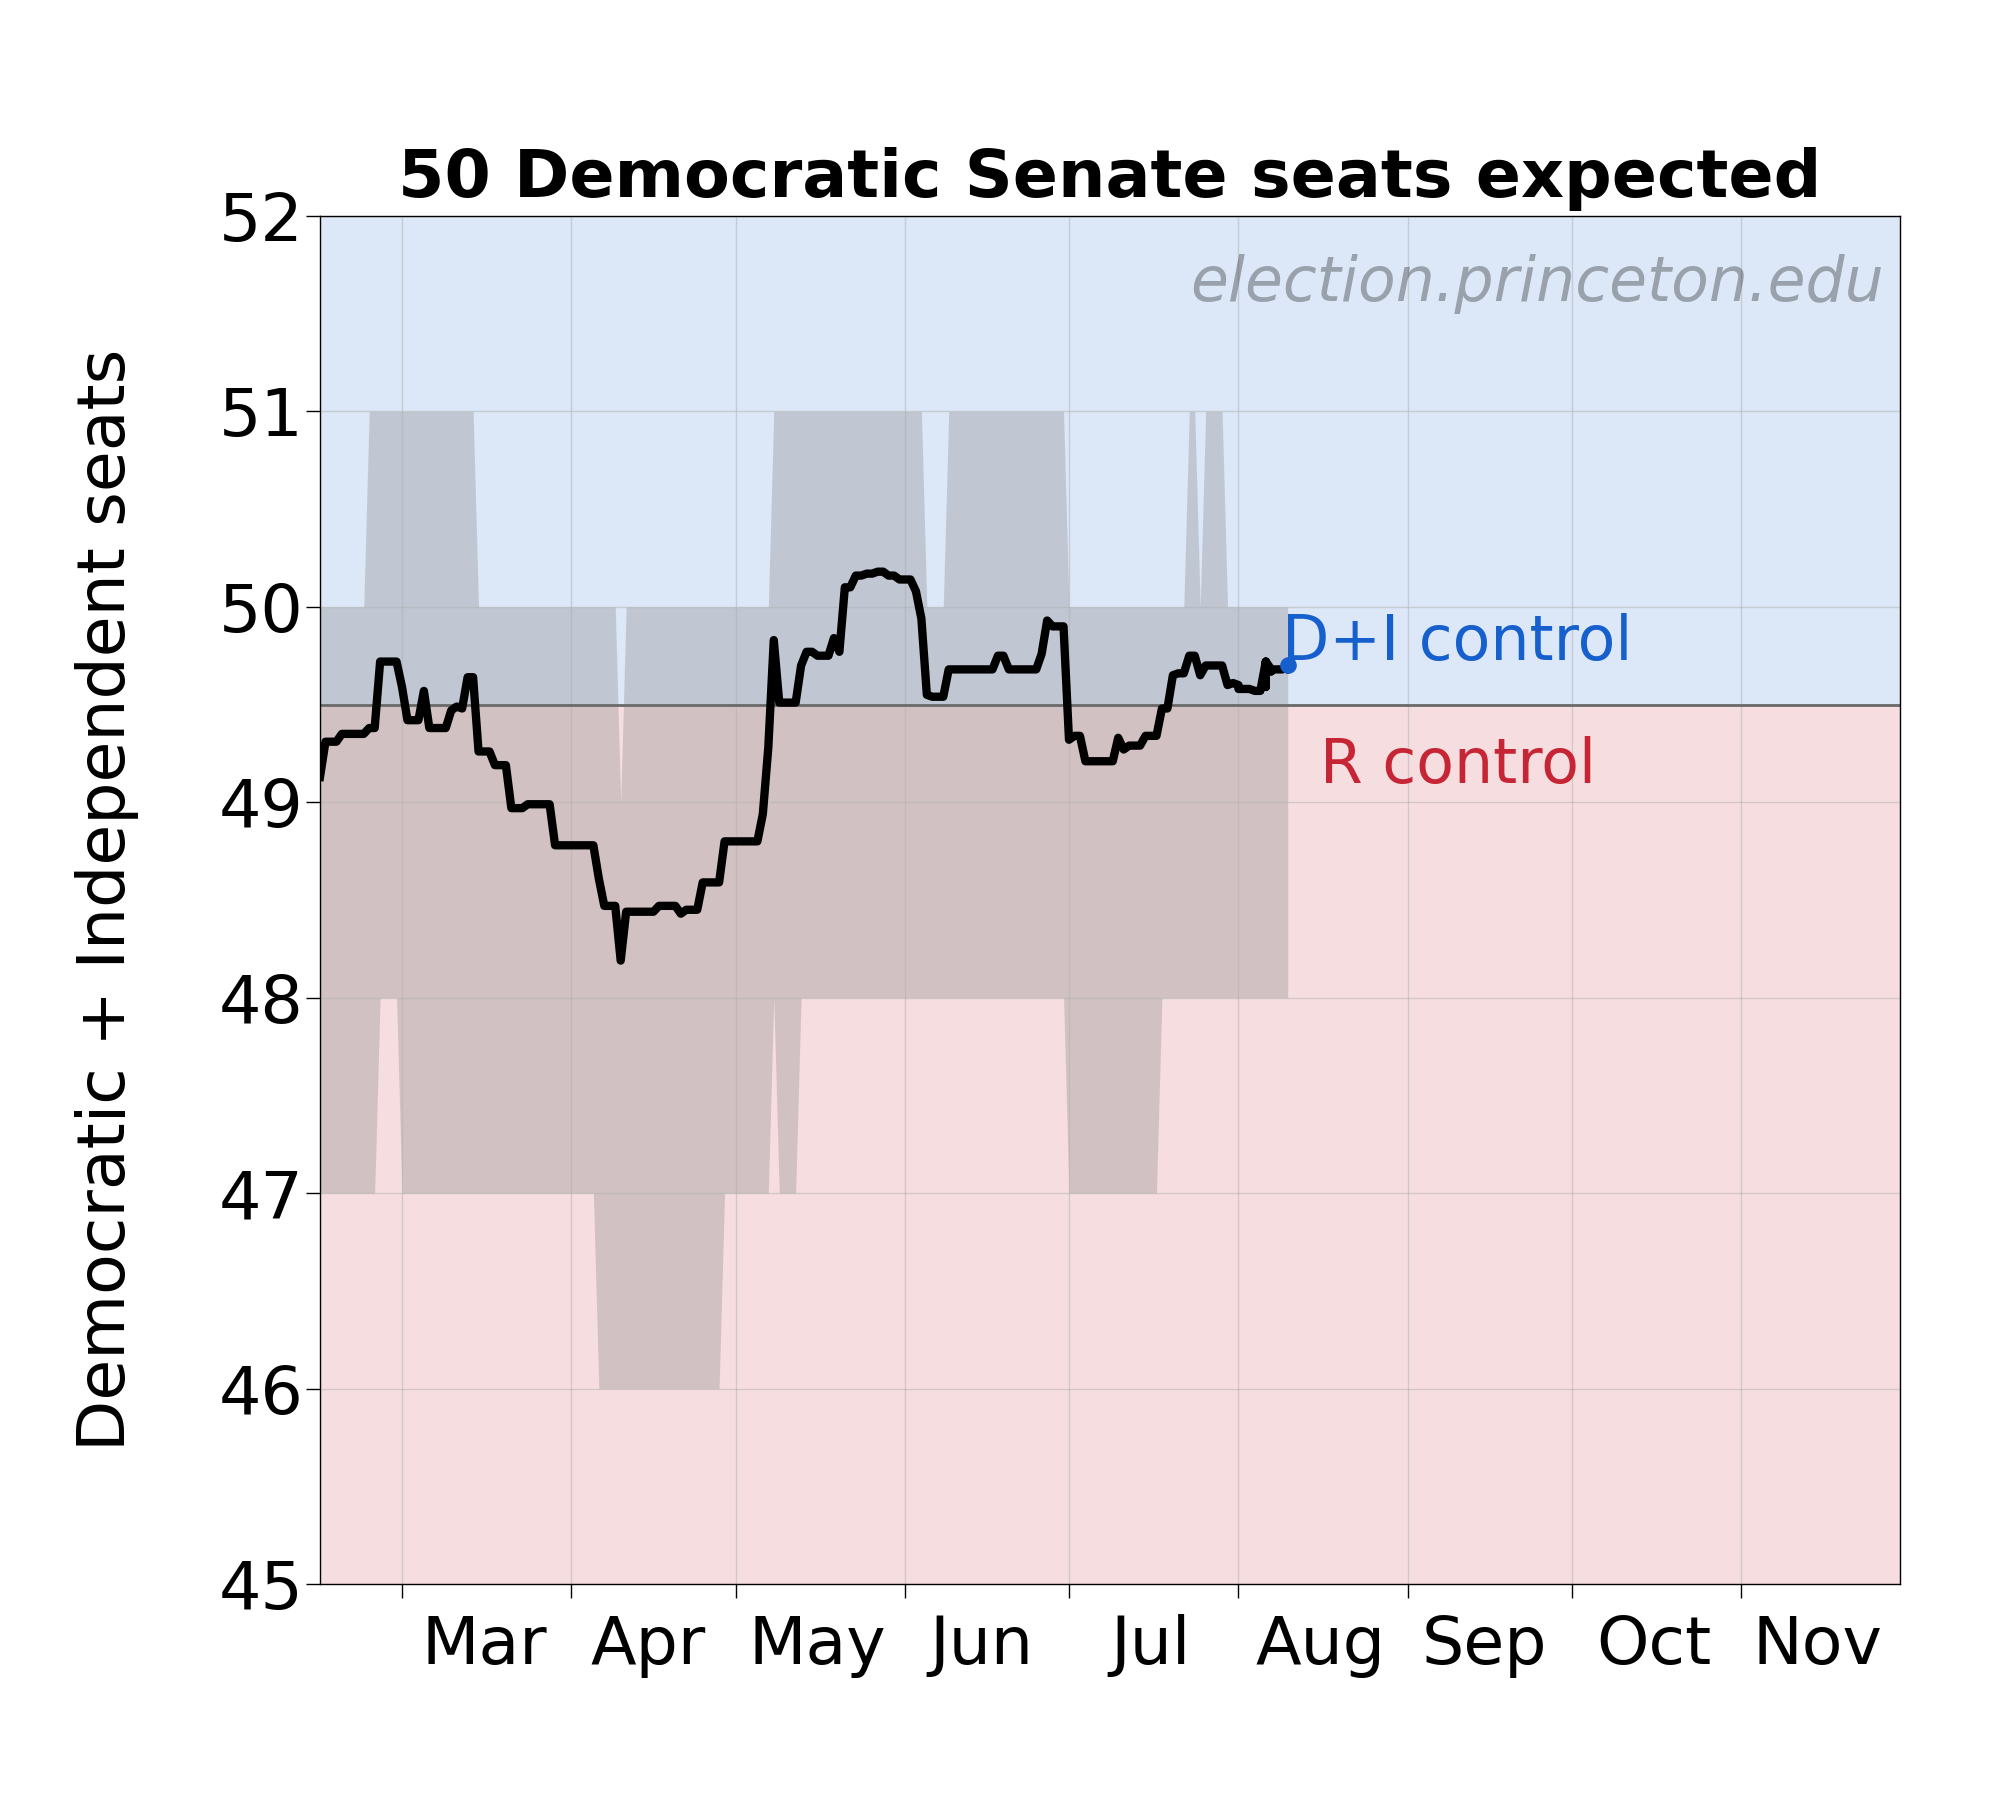 50 Democratic Senate seats expected
52
51
50
49
48
47
46
45
Democratic + Independent seats
election.princeton.edu
D+I control
R control
Mar Apr May Jun Jul Aug Sep Oct Nov